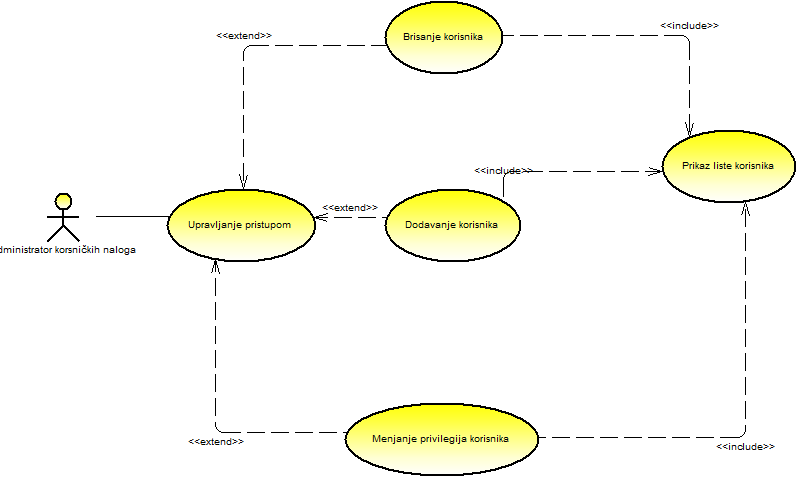 Brisanje korisnika
<<extend>>
<<include>>
Prikaz liste korisnika
<<include>>
<<extend>>
Upravljanje pristupom
Dodavanje korisnika
dministrator korsničkih naloga
Menjanje privilegija korisnika
<<extend>>
<<include>>